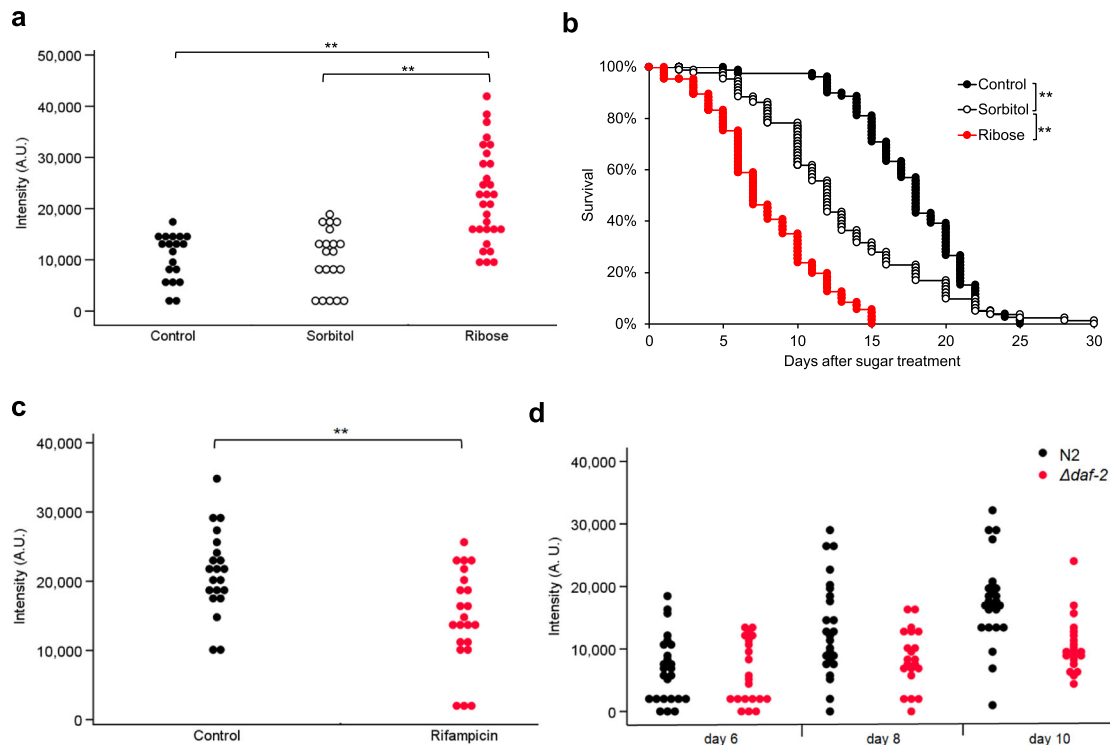 a
**
**
50,000
40,000
30,000
20,000
10,000
0
Intensity (A.U.)
Control
Sorbitol
Ribose
b
100%
80%
60%
40%
20%
0%
Survival
Control
Sorbitol
Ribose
**
**
0
5
10
15
20
25
30
Days after sugar treatment
c
**
40,000
30,000
20,000
10,000
0
Intensity (A.U.)
Control
Rifampicin
d
N2
Δdaf-2
40,000
30,000
20,000
10,000
0
Intensity (A. U.)
day 6
day 8
day 10